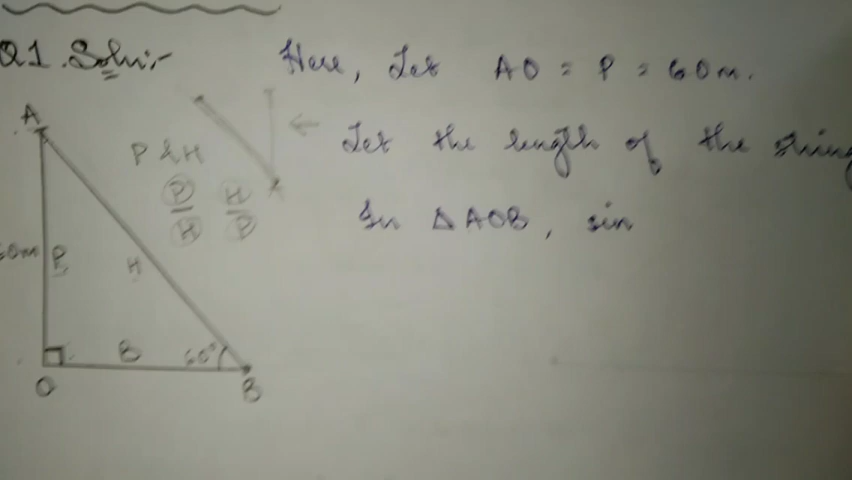 Q1. Soln:-
Here, Let AO = P = 60m.
Let the length of the string
In ΔAOB, sin
A
P & H
P H
H P
60m P H
B 60°
O B